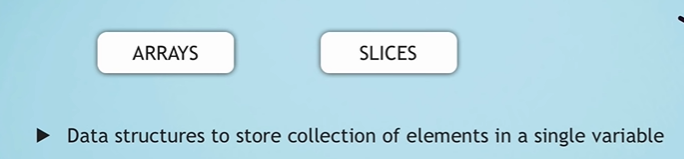 ARRAYS SLICES
Data structures to store collection of elements in a single variable